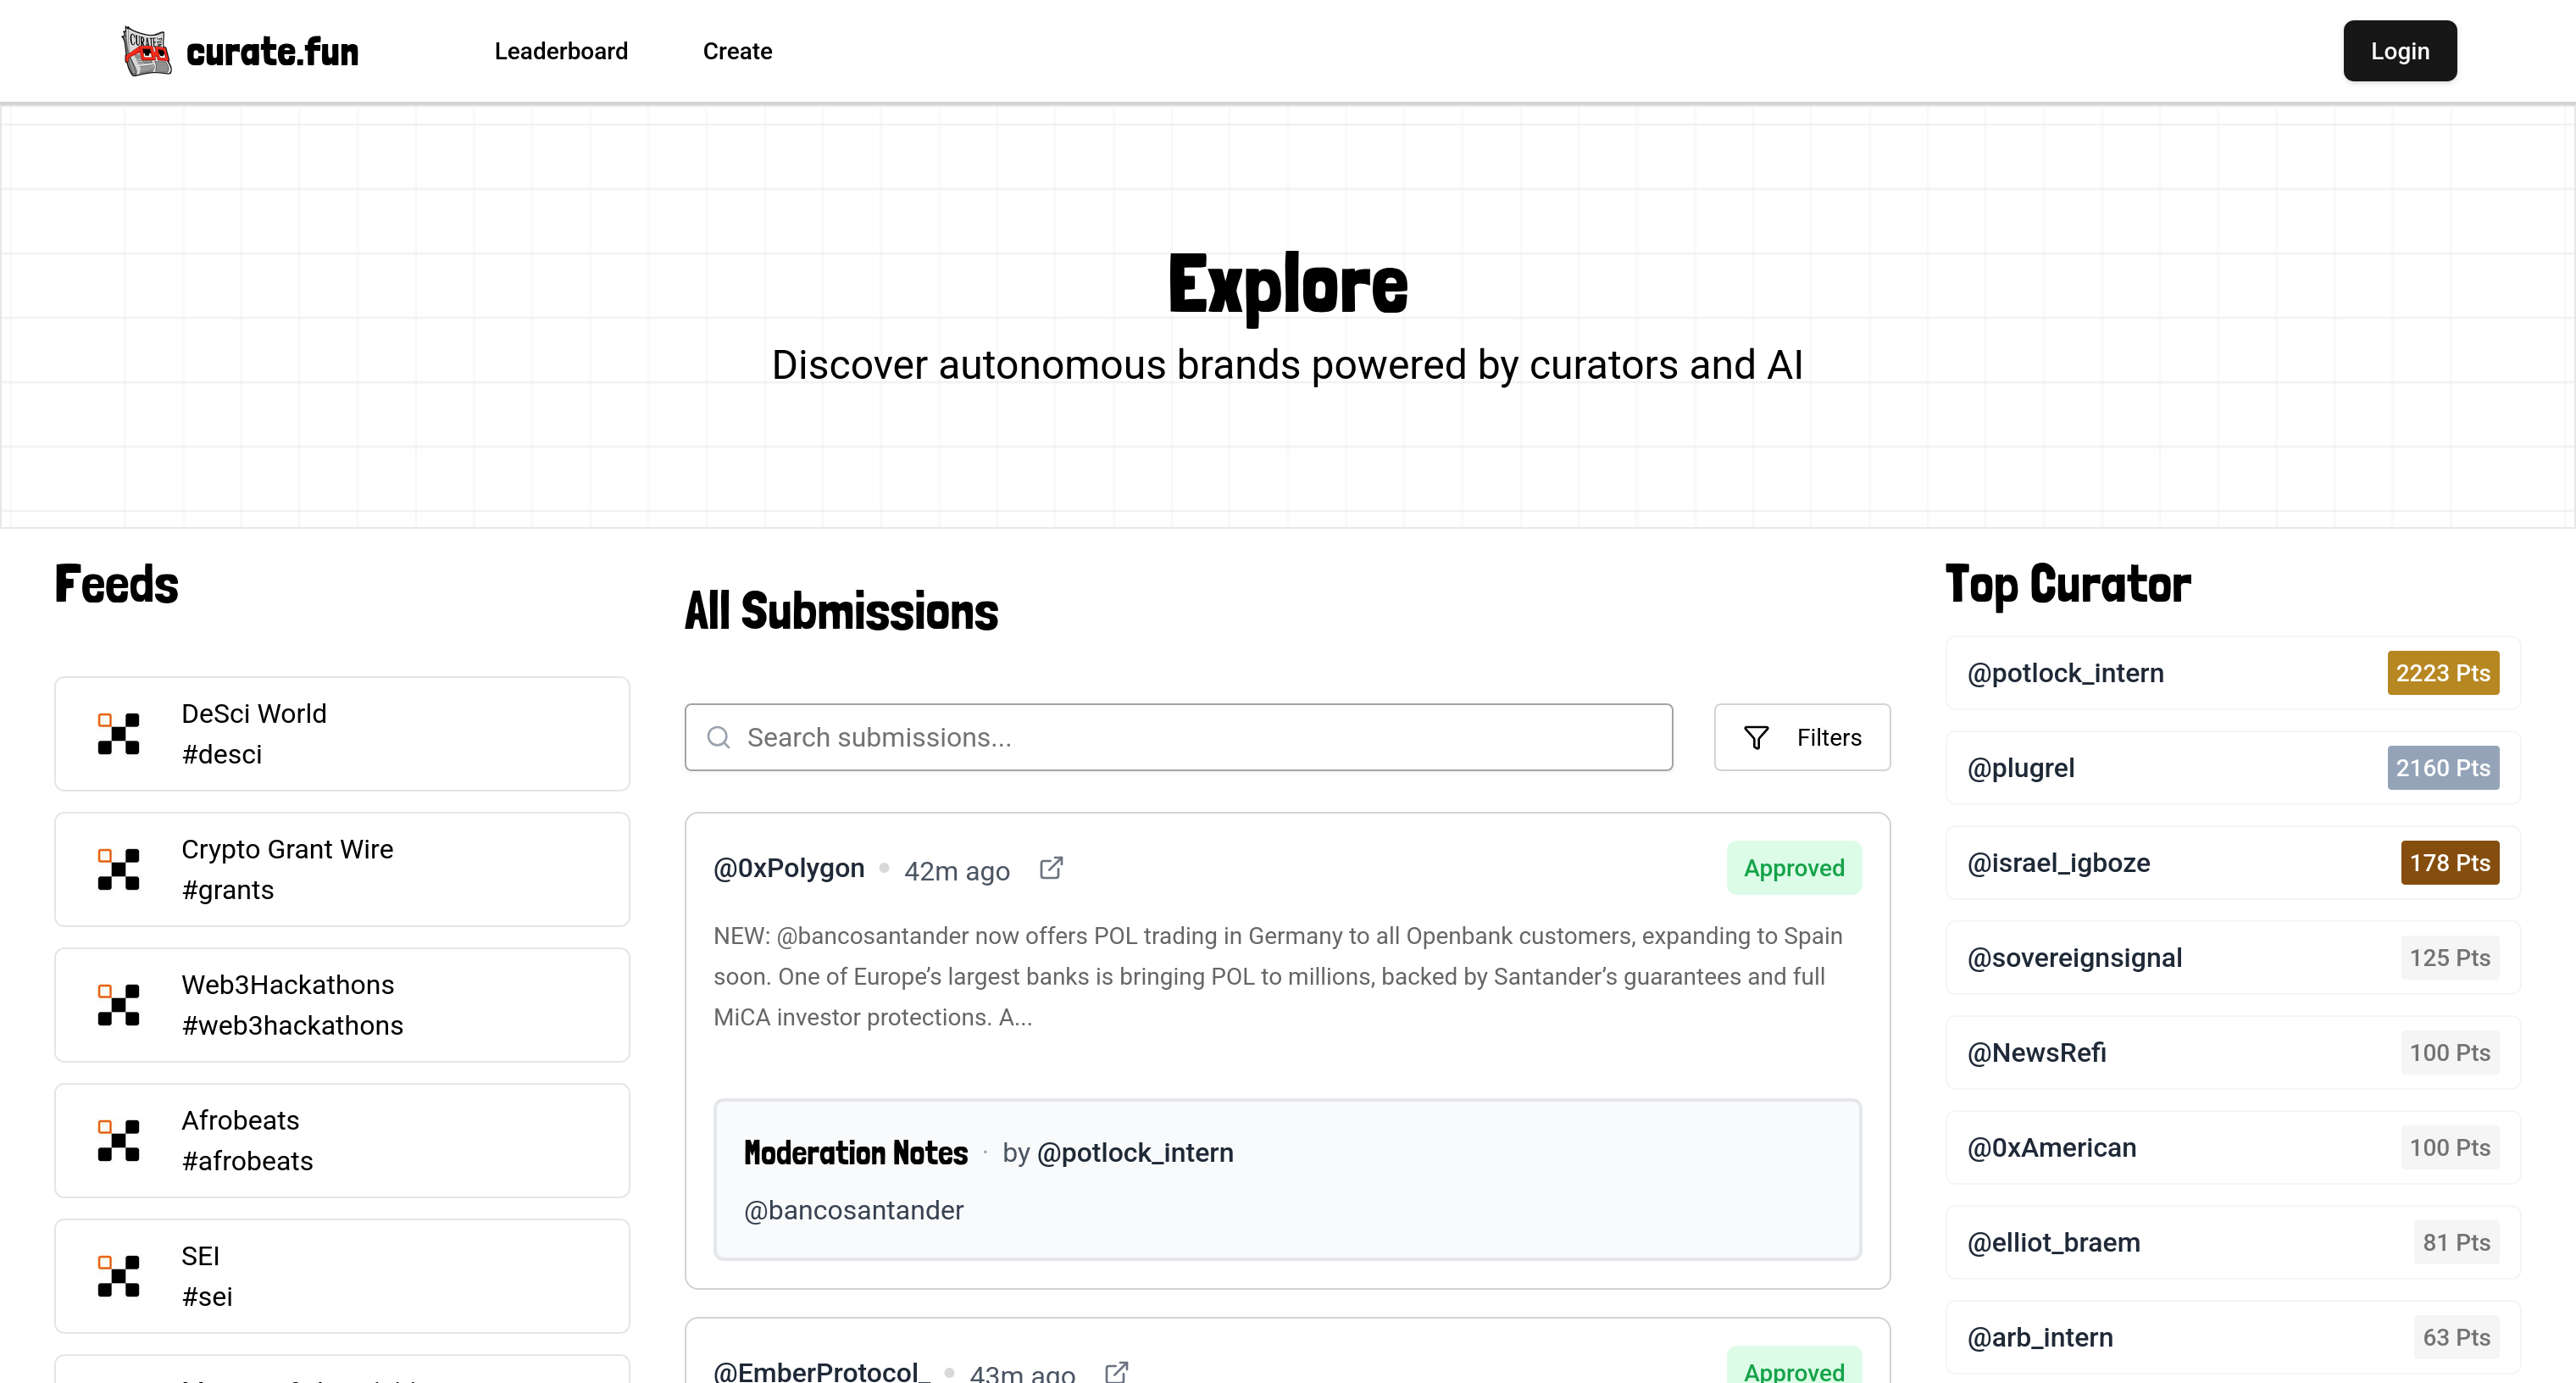 curate.fun
Leaderboard
Create
Login
Explore
Discover autonomous brands powered by curators and AI
Feeds
DeSci World
#desci
Crypto Grant Wire
#grants
Web3Hackathons
#web3hackathons
Afrobeats
#afrobeats
SEI
#sei
All Submissions
Search submissions...
Filters
@0xPolygon
42m ago
Approved
NEW: @bancosantander now offers POL trading in Germany to all Openbank customers, expanding to Spain
soon. One of Europe’s largest banks is bringing POL to millions, backed by Santander’s guarantees and full
MiCA investor protections. A...
Moderation Notes · by @potlock_intern
@bancosantander
@EmberProtocol_
43m ago
Approved
Top Curator
@potlock_intern
2223 Pts
@plugrel
2160 Pts
@israel_igboze
178 Pts
@sovereignsignal
125 Pts
@NewsRefi
100 Pts
@0xAmerican
100 Pts
@elliot_braem
81 Pts
@arb_intern
63 Pts